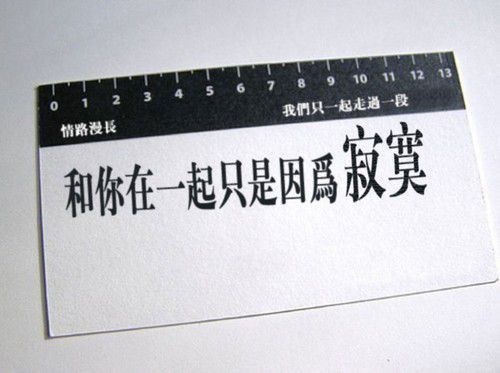 0 1 2 3 4 5 6 7 8 9 10 11 12 13
情路漫長
我們只一起走過一段
和你在一起只是因爲寂寞